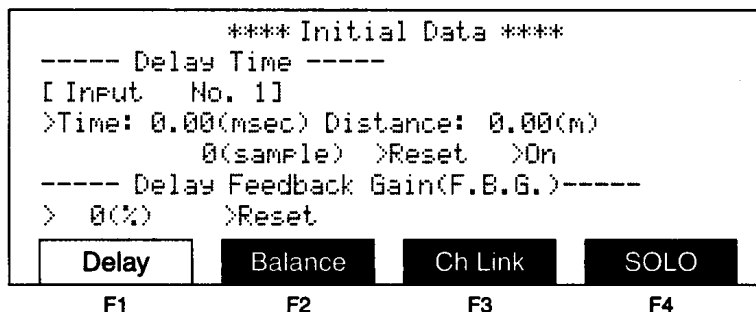 **** Initial Data ****
----- Delay Time -----
[ Input   No. 1]
>Time: 0.00(msec) Distance: 0.00(m)
0(sample) >Reset >On
----- Delay Feedback Gain(F.B.G.)-----
> 0(%) >Reset
Delay Balance Ch Link SOLO
F1 F2 F3 F4